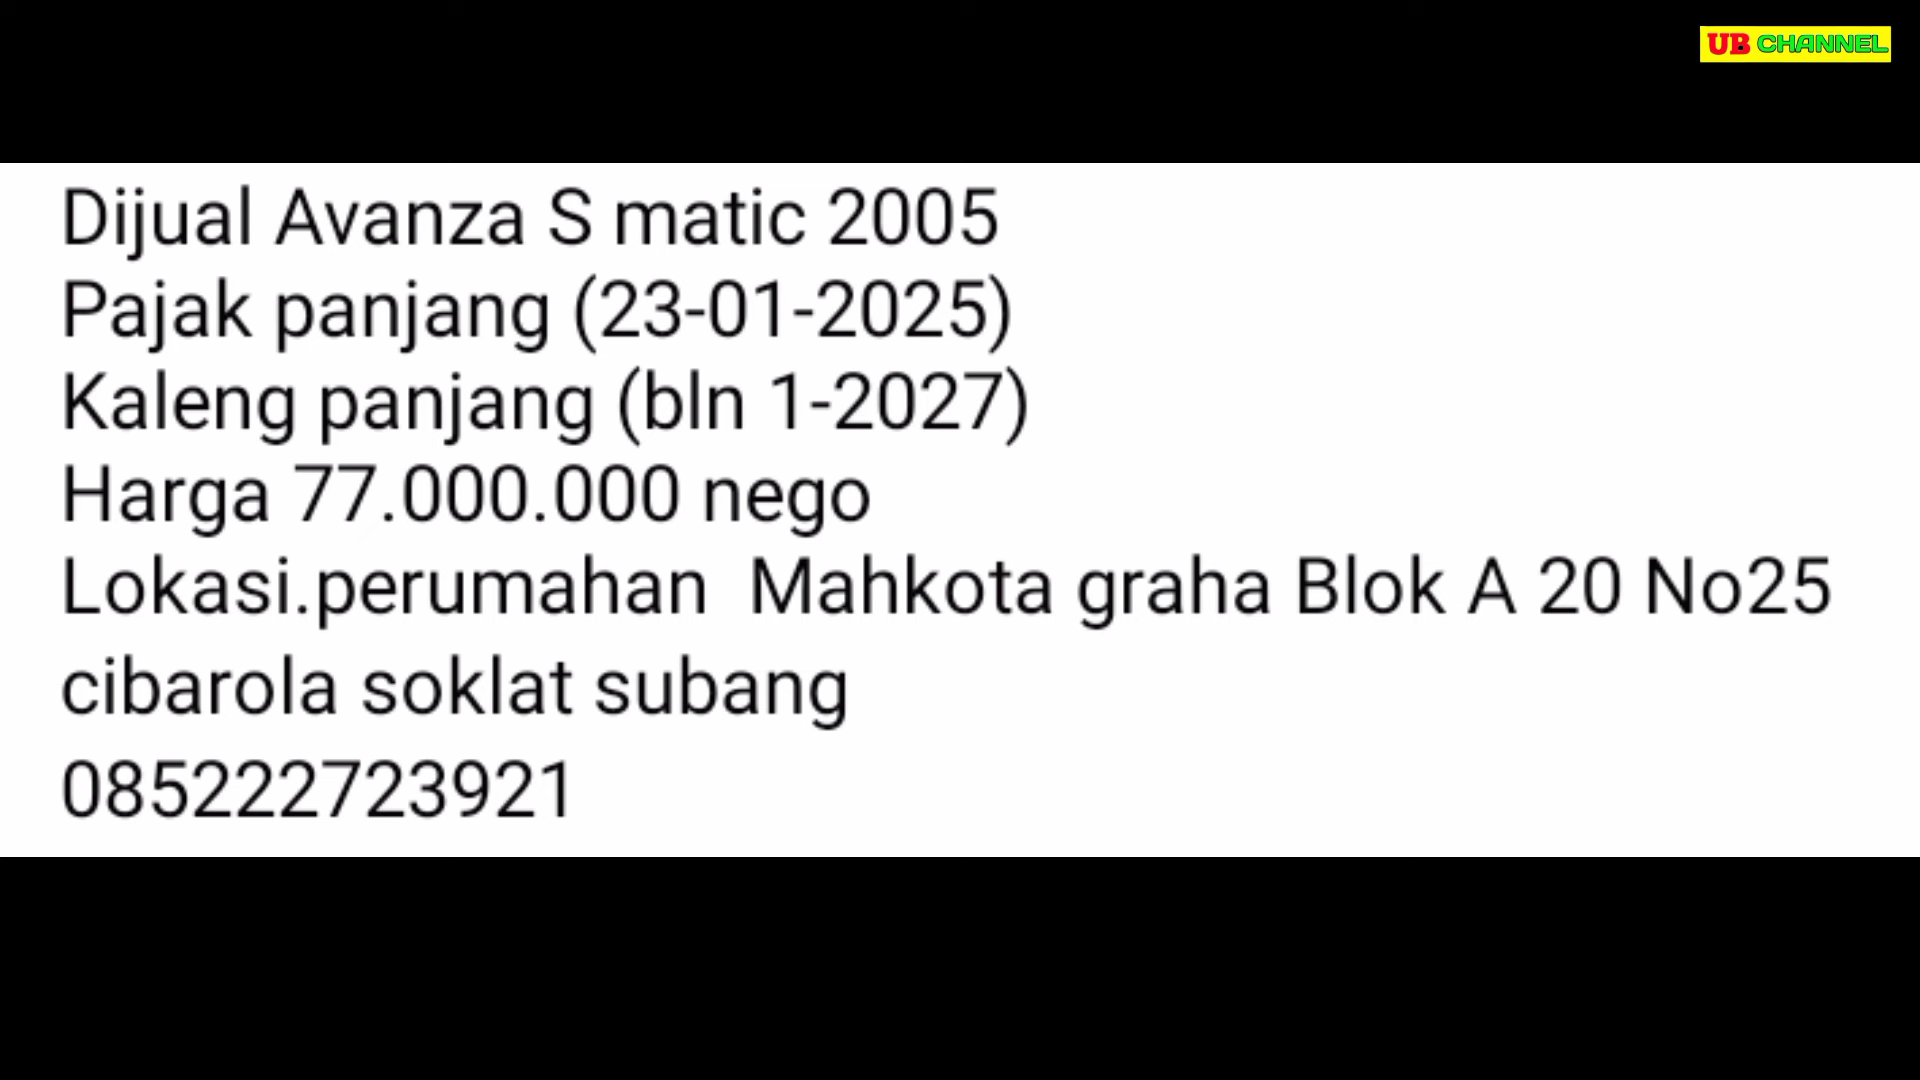 UB CHANNEL
Dijual Avanza S matic 2005
Pajak panjang (23-01-2025)
Kaleng panjang (bln 1-2027)
Harga 77.000.000 nego
Lokasi.perumahan  Mahkota graha Blok A 20 No25
cibarola soklat subang
085222723921